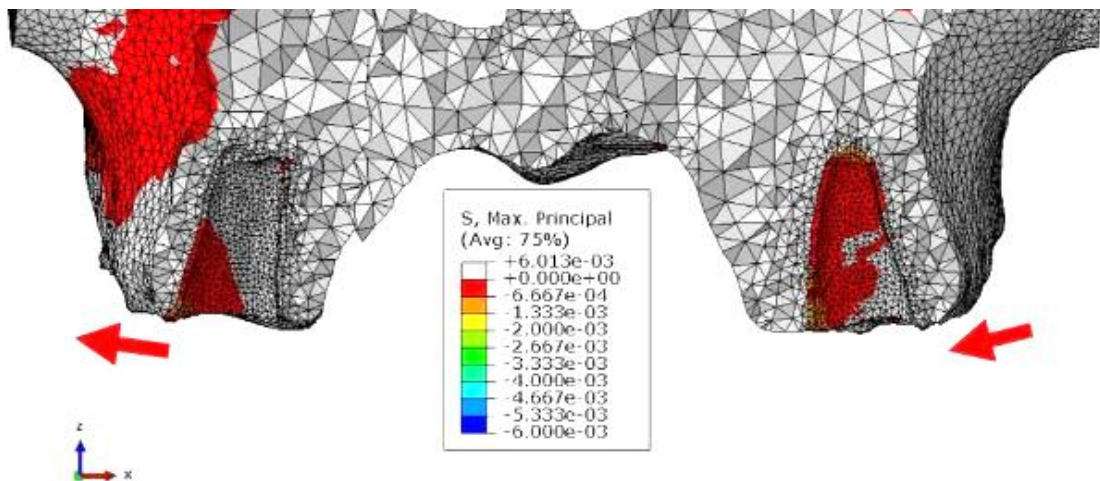 S, Max. Principal
(Avg: 75%)
+6.013e-03
+0.000e+00
-6.667e-04
-1.333e-03
-2.000e-03
-2.667e-03
-3.333e-03
-4.000e-03
-4.667e-03
-5.333e-03
-6.000e-03
z
x